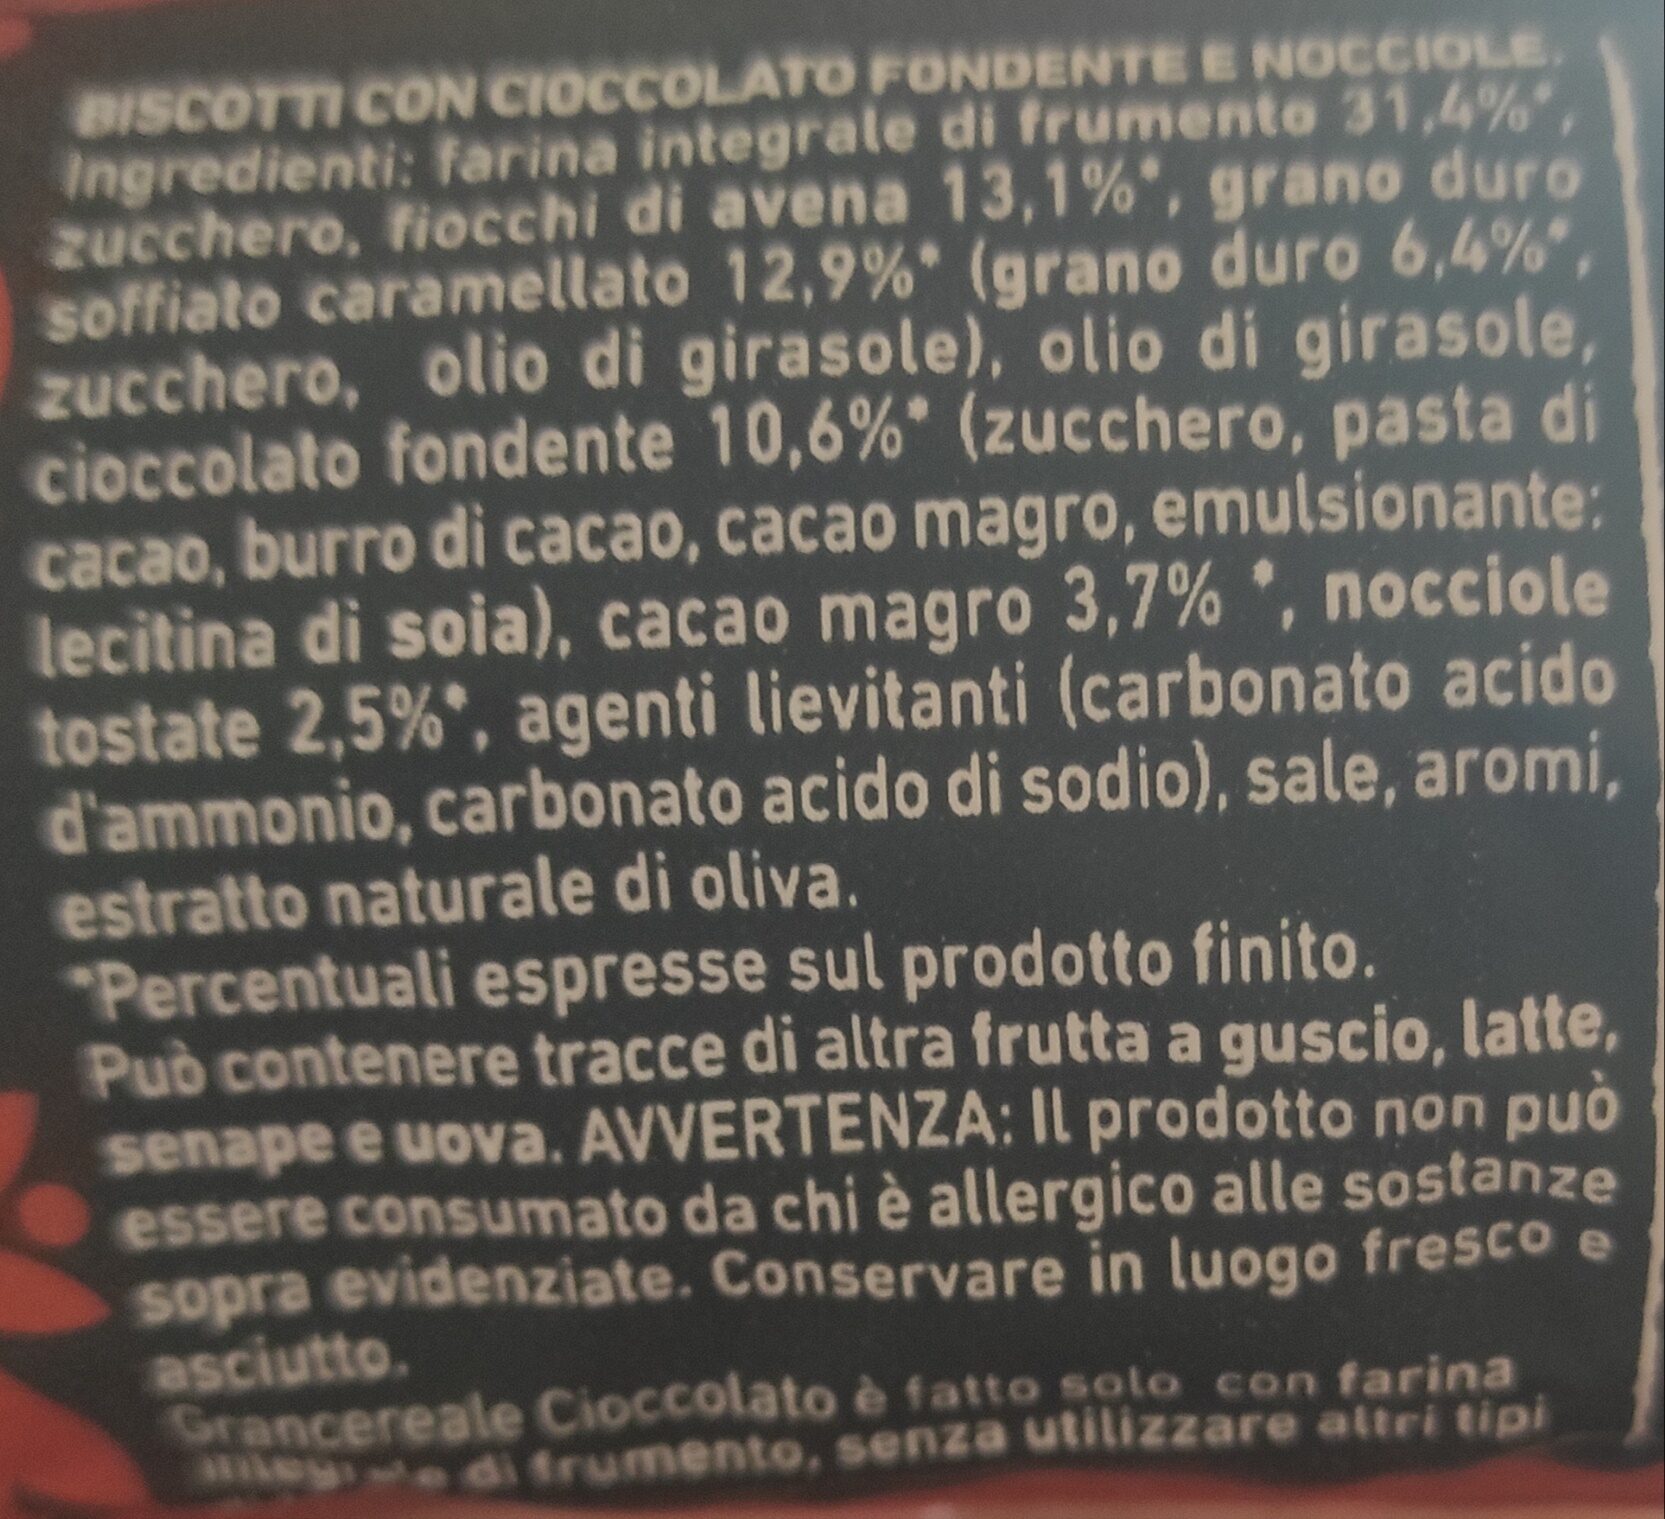 BISCOTTI CON CIOCCOLATO FONDENTE E NOCCIOLE.
Ingredienti: farina integrale di frumento 31,4%*,
zucchero, fiocchi di avena 13,1%*, grano duro
soffiato caramellato 12,9%* (grano duro 6,4%*,
zucchero, olio di girasole), olio di girasole,
cioccolato fondente 10,6%* (zucchero, pasta di
cacao, burro di cacao, cacao magro, emulsionante:
lecitina di soia), cacao magro 3,7% *, nocciole
tostate 2,5%*, agenti lievitanti (carbonato acido
d'ammonio, carbonato acido di sodio), sale, aromi,
estratto naturale di oliva.
*Percentuali espresse sul prodotto finito.
Può contenere tracce di altra frutta a guscio, latte,
senape e uova. AVVERTENZA: Il prodotto non può
essere consumato da chi è allergico alle sostanze
sopra evidenziate. Conservare in luogo fresco e
asciutto.
Grancereale Cioccolato è fatto solo con farina
di frumento, senza utilizzare altri tipi